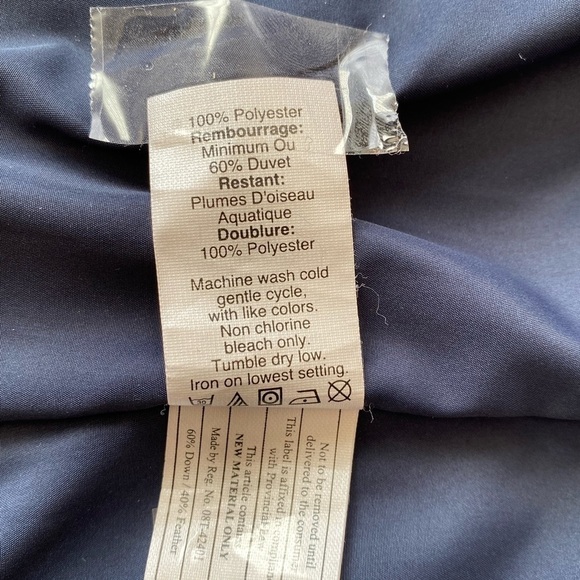 100% Polyester
Rembourrage:
Minimum Ou
60% Duvet
Restant:
Plumes D'oiseau
Aquatique
Doublure:
100% Polyester
Machine wash cold
gentle cycle,
with like colors.
Non chlorine
bleach only.
Tumble dry low.
Iron on lowest setting.
30
Not to be removed until
delivered to the consumer
This label is affixed in
with Provincial Law
This article
NEW MATERIAL ONLY
Made by Reg. No. 08T-42401
60% Down / 40% Feather